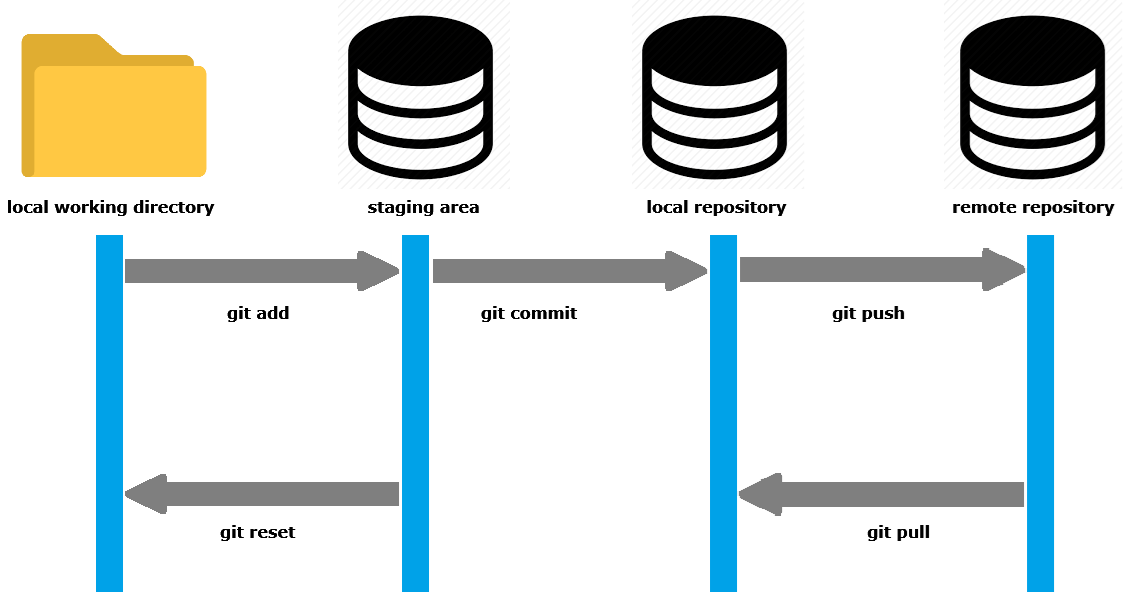 local working directory
staging area
local repository
remote repository
git add
git commit
git push
git reset
git pull